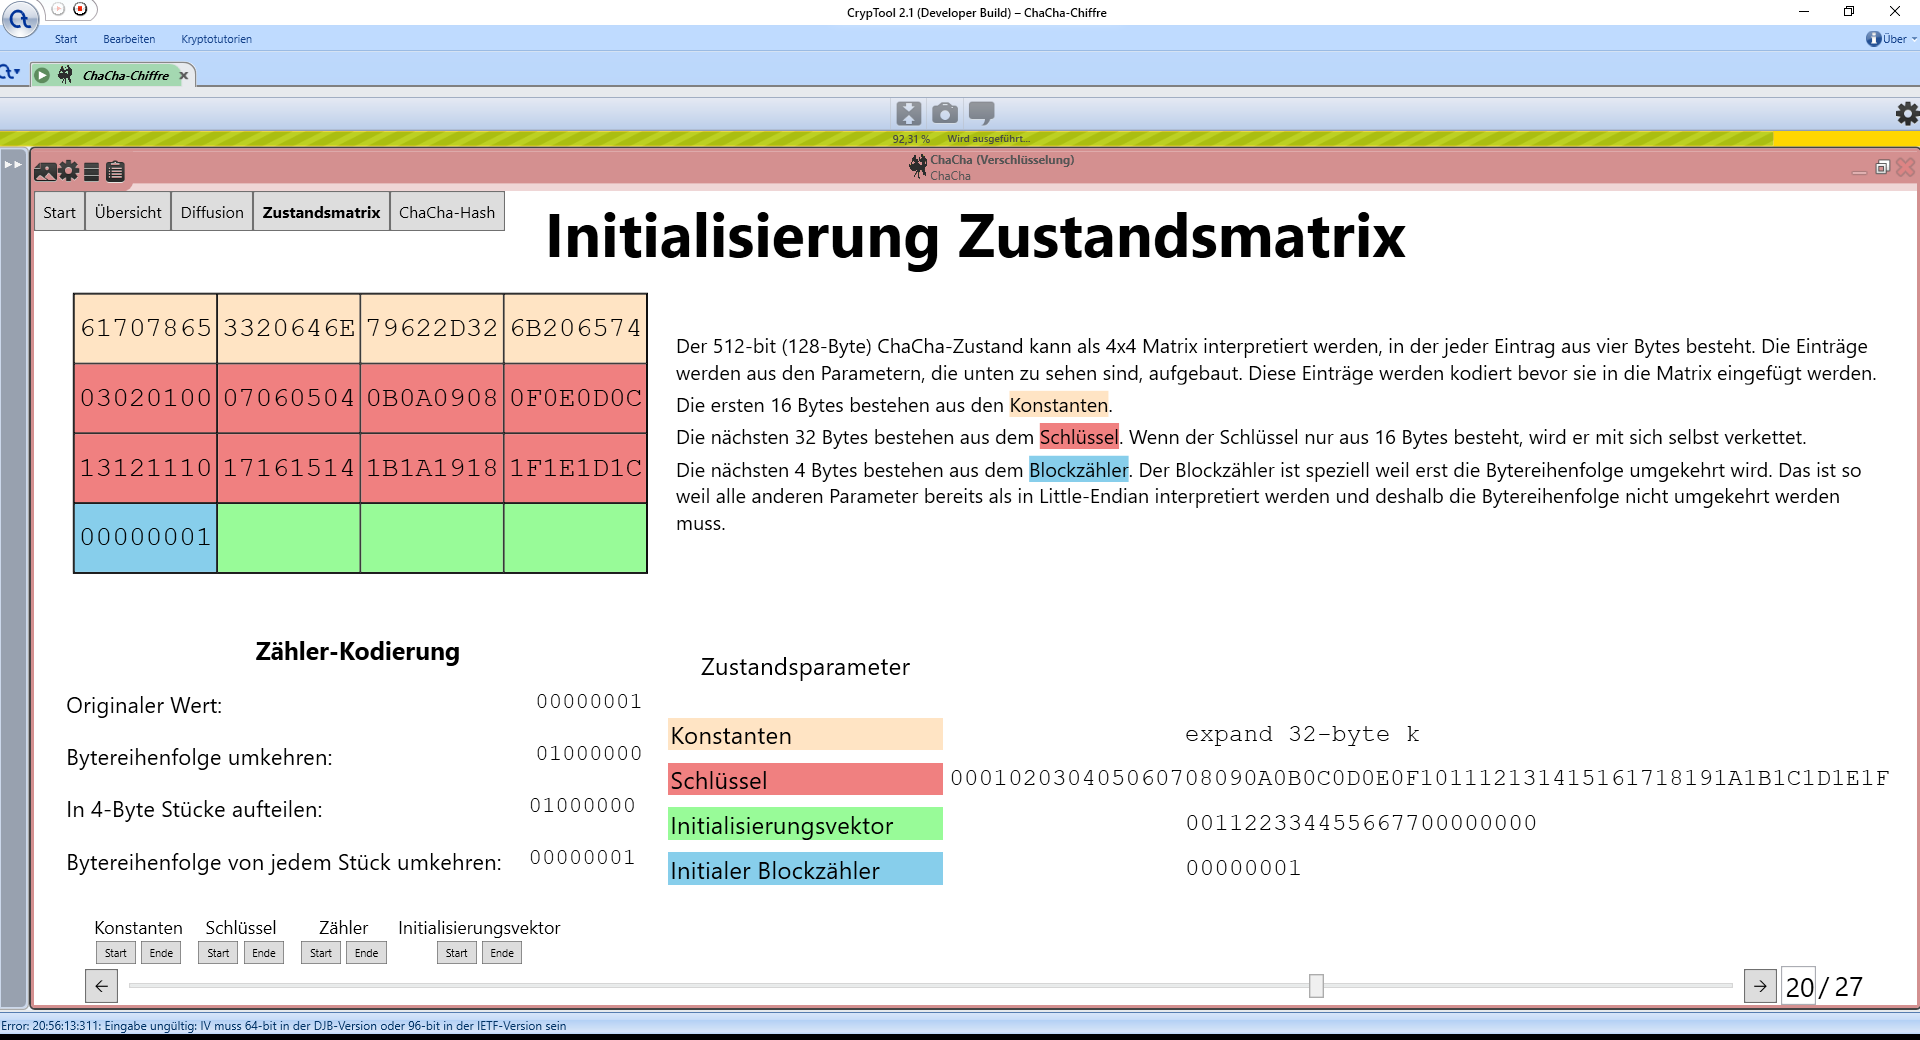 CrypTool 2.1 (Developer Build) – ChaCha-Chiffre
Start Bearbeiten Kryptotutorien
Über
ChaCha-Chiffre
92,31 % Wird ausgeführt...
ChaCha (Verschlüsselung)
ChaCha
Start Übersicht Diffusion Zustandsmatrix ChaCha-Hash
Initialisierung Zustandsmatrix
61707865 3320646E 79622D32 6B206574
03020100 07060504 0B0A0908 0F0E0D0C
13121110 17161514 1B1A1918 1F1E1D1C
00000001
Der 512-bit (128-Byte) ChaCha-Zustand kann als 4x4 Matrix interpretiert werden, in der jeder Eintrag aus vier Bytes besteht. Die Einträge
werden aus den Parametern, die unten zu sehen sind, aufgebaut. Diese Einträge werden kodiert bevor sie in die Matrix eingefügt werden.
Die ersten 16 Bytes bestehen aus den Konstanten.
Die nächsten 32 Bytes bestehen aus dem Schlüssel. Wenn der Schlüssel nur aus 16 Bytes besteht, wird er mit sich selbst verkettet.
Die nächsten 4 Bytes bestehen aus dem Blockzähler. Der Blockzähler ist speziell weil erst die Bytereihenfolge umgekehrt wird. Das ist so
weil alle anderen Parameter bereits als in Little-Endian interpretiert werden und deshalb die Bytereihenfolge nicht umgekehrt werden
muss.
Zähler-Kodierung
Originaler Wert: 00000001
Bytereihenfolge umkehren: 01000000
In 4-Byte Stücke aufteilen: 01000000
Bytereihenfolge von jedem Stück umkehren: 00000001
Zustandsparameter
Konstanten expand 32-byte k
Schlüssel 000102030405060708090A0B0C0D0E0F101112131415161718191A1B1C1D1E1F
Initialisierungsvektor 001122334455667700000000
Initialer Blockzähler 00000001
Konstanten Schlüssel Zähler Initialisierungsvektor
Start Ende Start Ende Start Ende Start Ende
20 / 27
Error: 20:56:13:311: Eingabe ungültig: IV muss 64-bit in der DJB-Version oder 96-bit in der IETF-Version sein